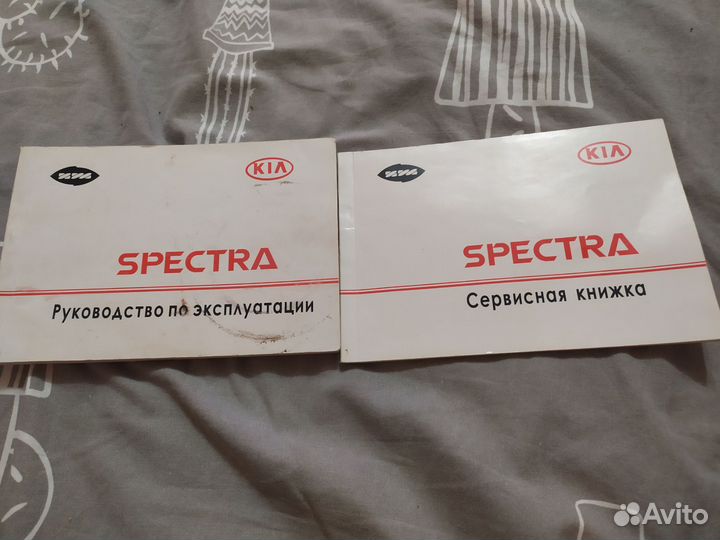 KIA
SPECTRA
Руководство по эксплуатации
KIA
SPECTRA
Сервисная книжка
Avito